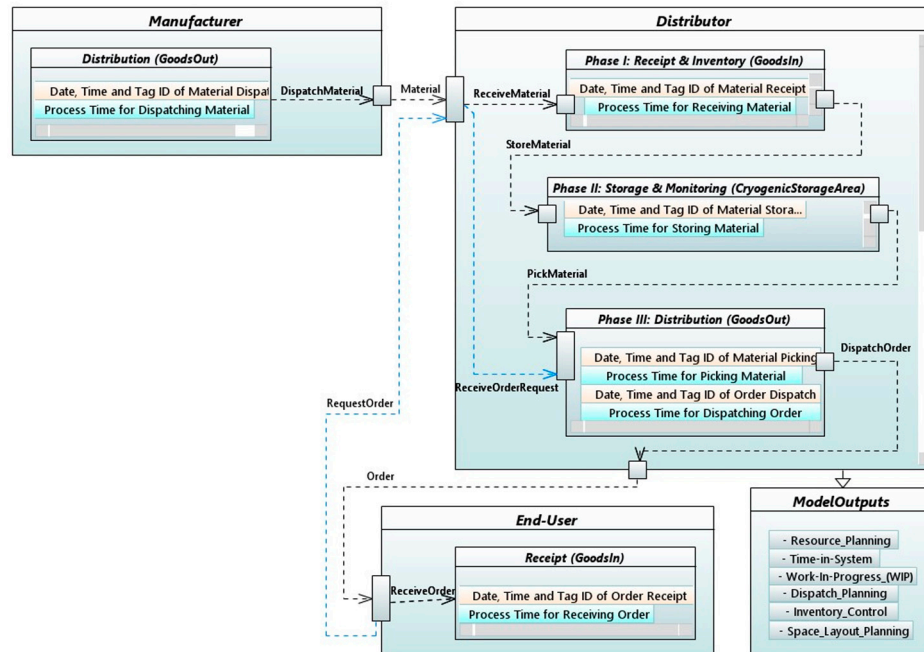 Manufacturer
Distribution (GoodsOut)
Date, Time and Tag ID of Material Dispat
Process Time for Dispatching Material
DispatchMaterial
Material
Distributor
ReceiveMaterial
Phase I: Receipt & Inventory (GoodsIn)
Date, Time and Tag ID of Material Receipt
Process Time for Receiving Material
StoreMaterial
Phase II: Storage & Monitoring (CryogenicStorageArea)
Date, Time and Tag ID of Material Stora...
Process Time for Storing Material
PickMaterial
Phase III: Distribution (GoodsOut)
Date, Time and Tag ID of Material Picking
Process Time for Picking Material
Date, Time and Tag ID of Order Dispatch
Process Time for Dispatching Order
DispatchOrder
ReceiveOrderRequest
RequestOrder
Order
End-User
ReceiveOrder
Receipt (GoodsIn)
Date, Time and Tag ID of Order Receipt
Process Time for Receiving Order
ModelOutputs
- Resource_Planning
- Time-in-System
- Work-In-Progress_(WIP)
- Dispatch_Planning
- Inventory_Control
- Space_Layout_Planning